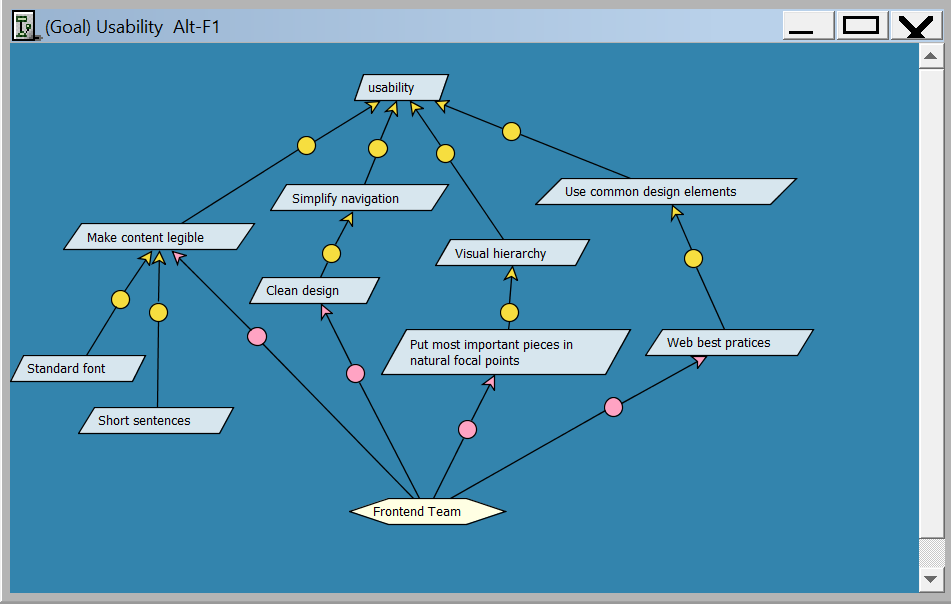 (Goal) Usability Alt-F1
usability
Simplify navigation
Use common design elements
Make content legible
Visual hierarchy
Clean design
Put most important pieces in
natural focal points
Web best pratices
Standard font
Short sentences
Frontend Team